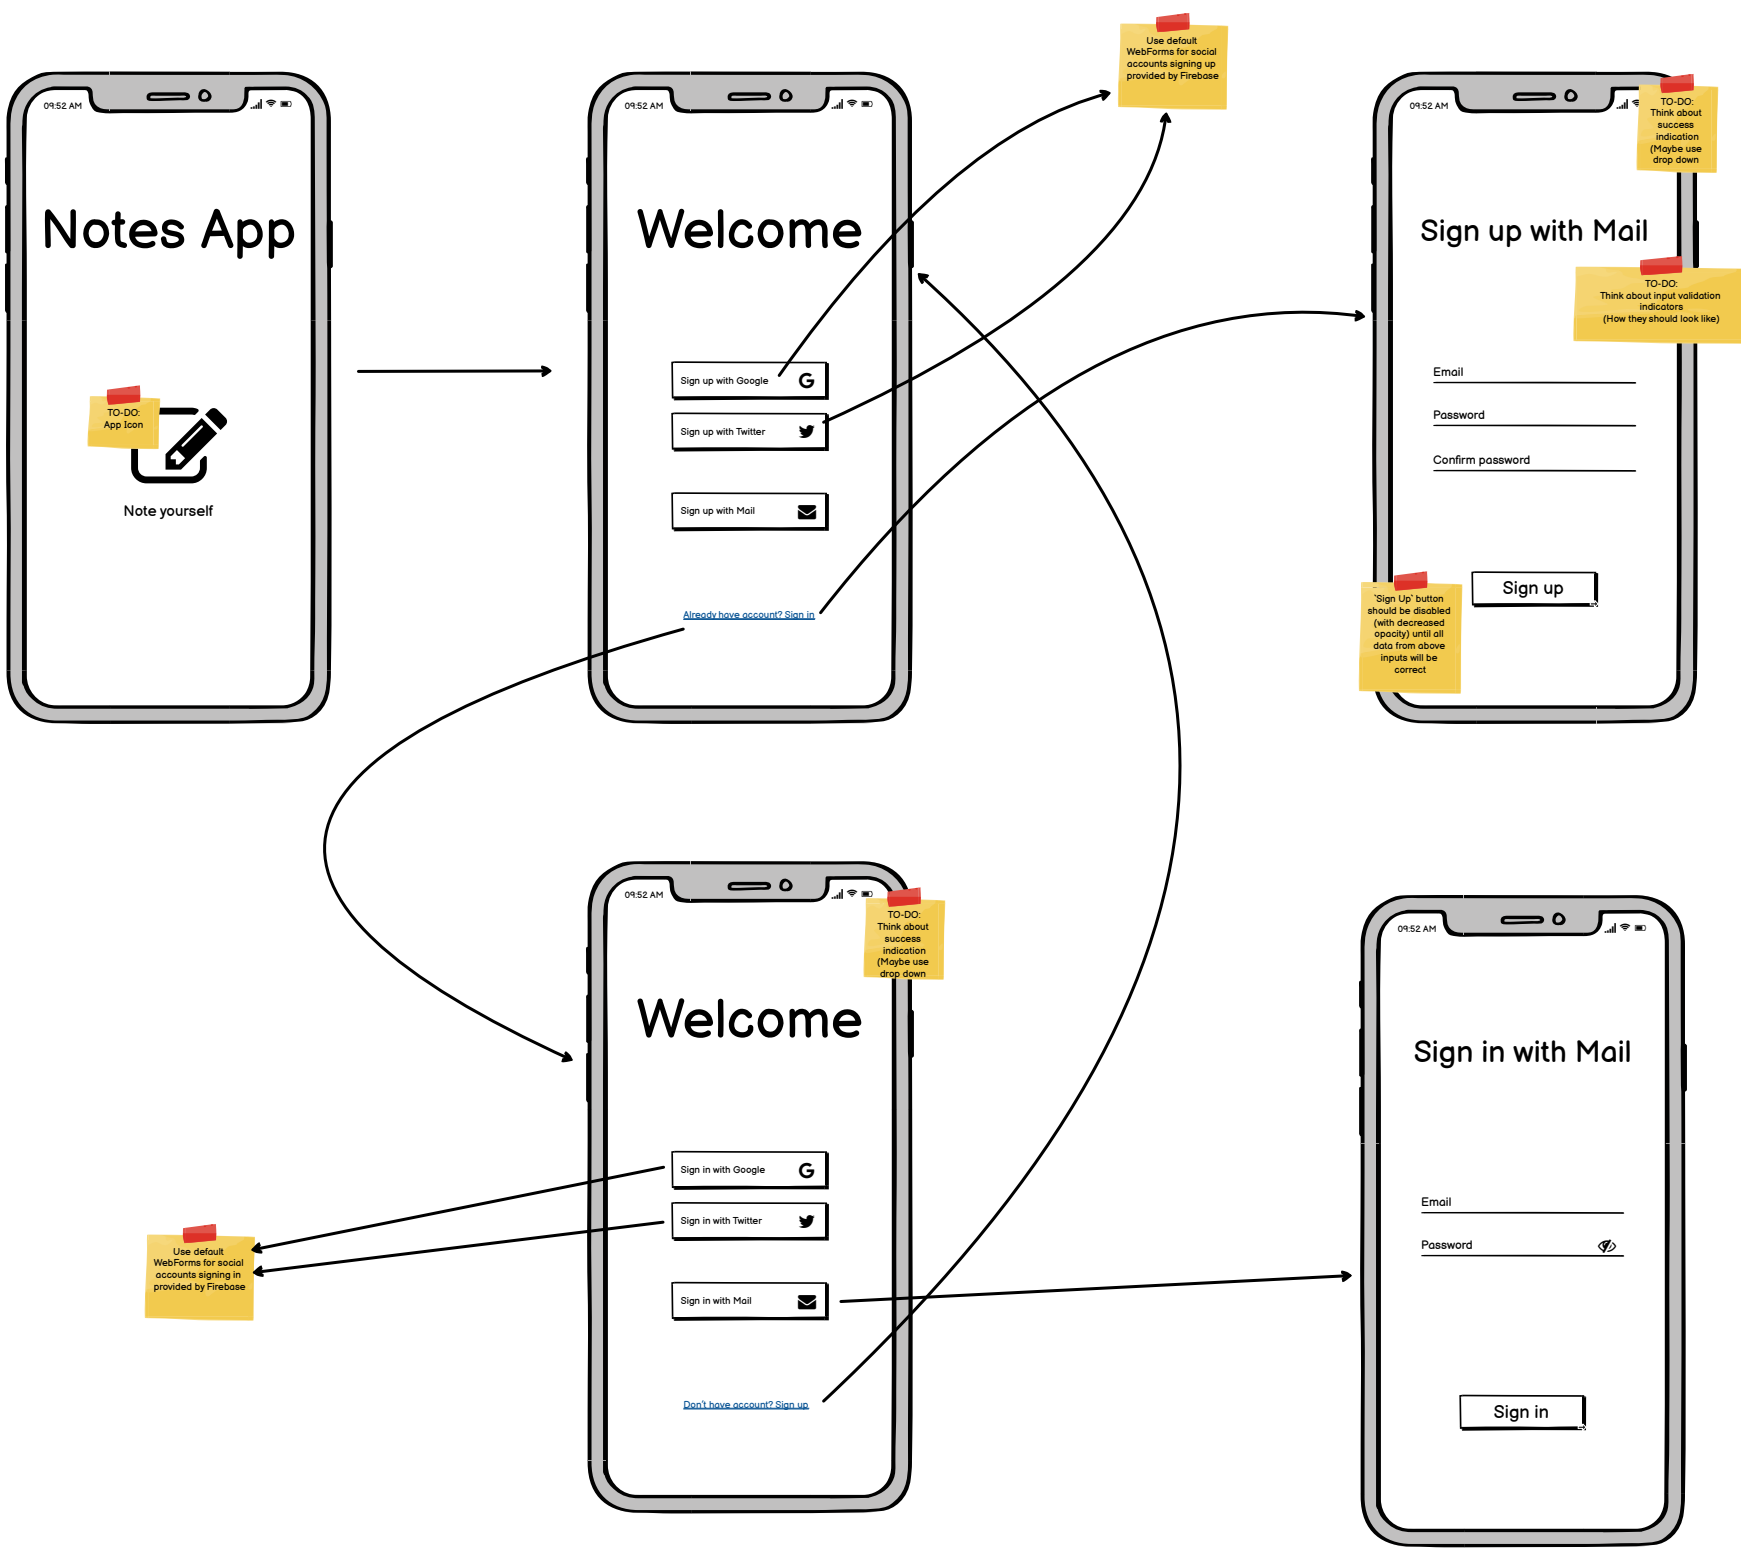 Use default
WebForms for social
accounts signing up
provided by Firebase
09:52 AM
Notes App
TO-DO:
App Icon
Note yourself
09:52 AM
Welcome
Sign up with Google
G
Sign up with Twitter
Sign up with Mail
Already have account? Sign in
09:52 AM
TO-DO:
Think about
success
indication
(Maybe use
drop down
Sign up with Mail
TO-DO:
Think about input validation
indicators
(How they should look like)
Email
Password
Confirm password
Sign up
'Sign Up' button
should be disabled
(with decreased
opacity) until all
data from above
inputs will be
correct
09:52 AM
TO-DO:
Think about
success
indication
(Maybe use
drop down
Welcome
Sign in with Google
G
Sign in with Twitter
Sign in with Mail
Don't have account? Sign up
Use default
WebForms for social
accounts signing in
provided by Firebase
09:52 AM
Sign in with Mail
Email
Password
Sign in